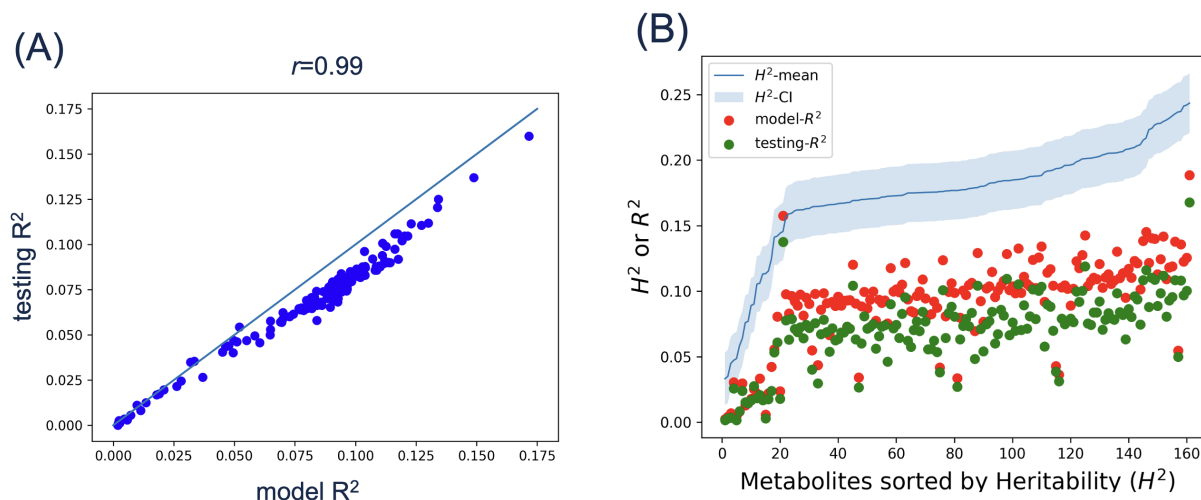 (A)
r=0.99
testing R²
0.175
0.150
0.125
0.100
0.075
0.050
0.025
0.000
0.000 0.025 0.050 0.075 0.100 0.125 0.150 0.175
model R²
(B)
H²-mean
H²-CI
model-R²
testing-R²
H² or R²
0.25
0.20
0.15
0.10
0.05
0.00
0 20 40 60 80 100 120 140 160
Metabolites sorted by Heritability (H²)